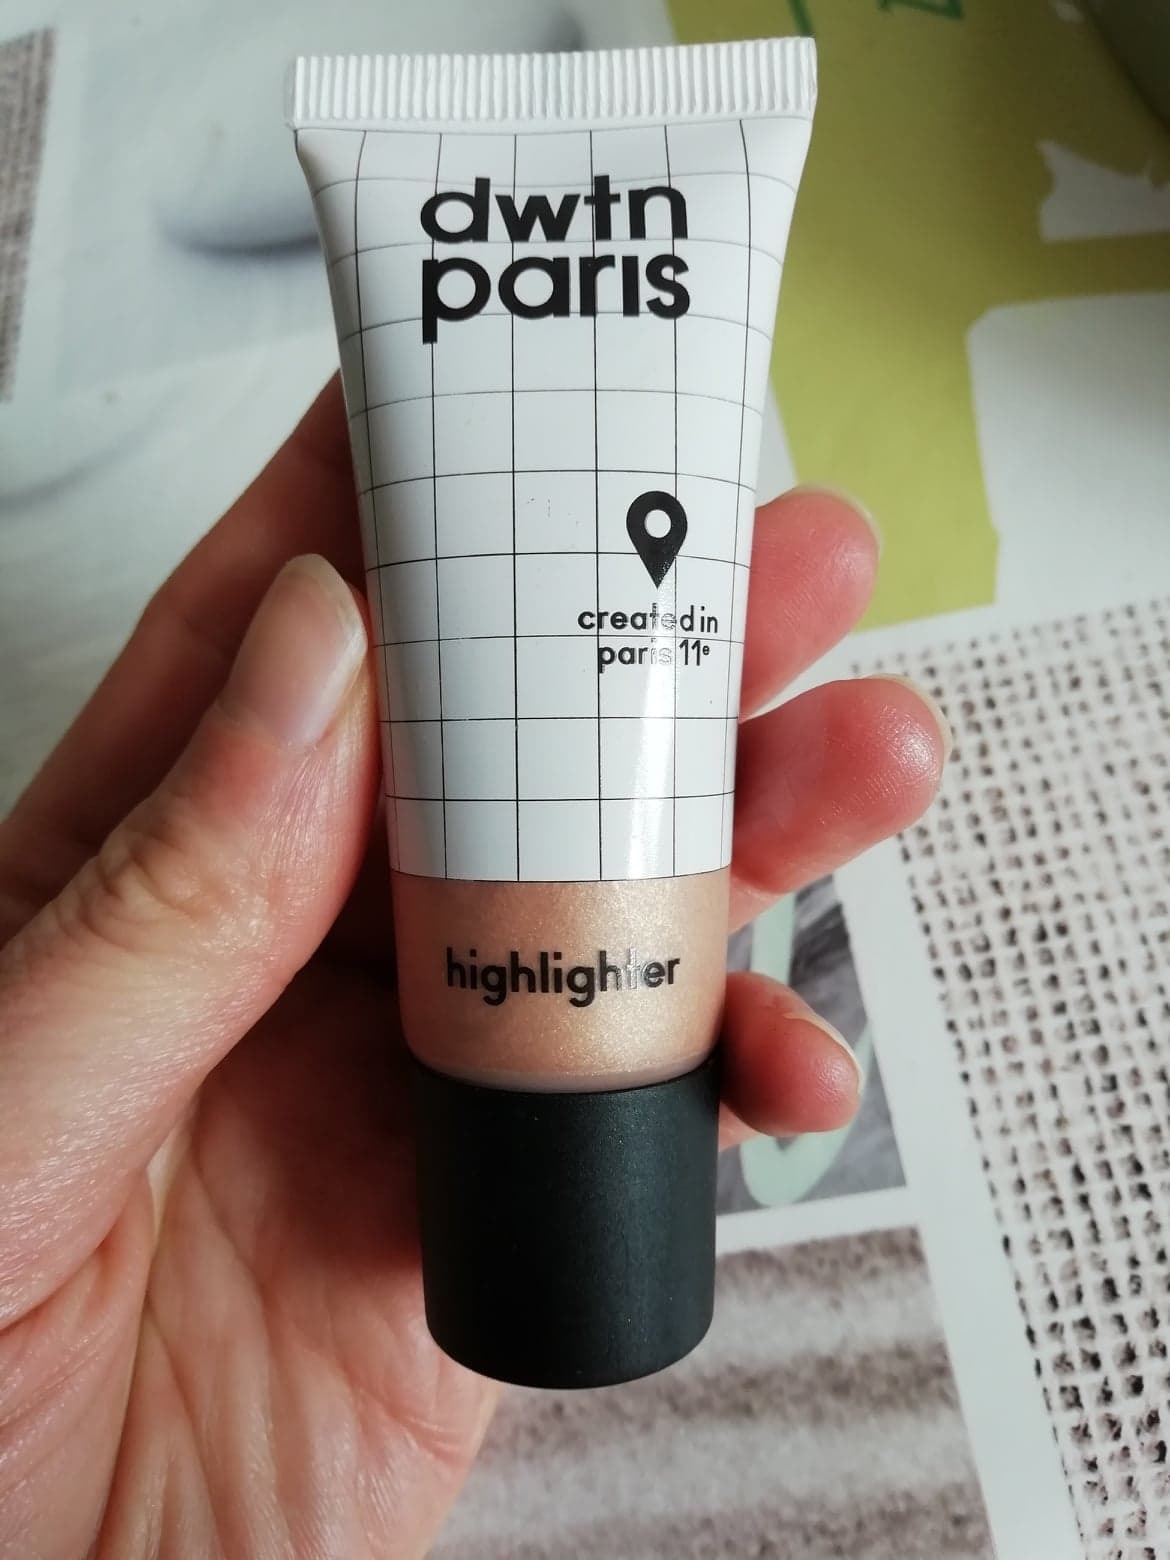 dwtn
paris
created in
paris 11ᵉ
highlighter